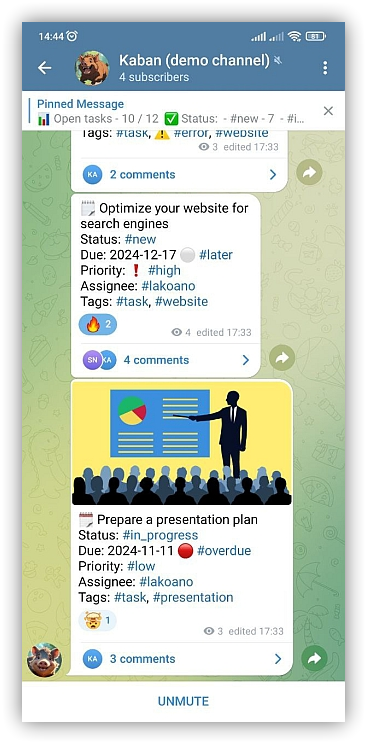 14:44
81
Kaban (demo channel)
4 subscribers
Pinned Message
Open tasks - 10 / 12 ✅ Status: - #new - 7 - #i...
Tags: #task, ⚠ #error, #website
3 edited 17:33
KA 2 comments
Optimize your website for
search engines
Status: #new
Due: 2024-12-17 ⚪ #later
Priority: ❗ #high
Assignee: #lakoano
Tags: #task, #website
🔥 2
4 edited 17:33
SN KA 4 comments
Prepare a presentation plan
Status: #in_progress
Due: 2024-11-11 🔴 #overdue
Priority: #low
Assignee: #lakoano
Tags: #task, #presentation
🤯 1
3 edited 17:33
KA 3 comments
UNMUTE